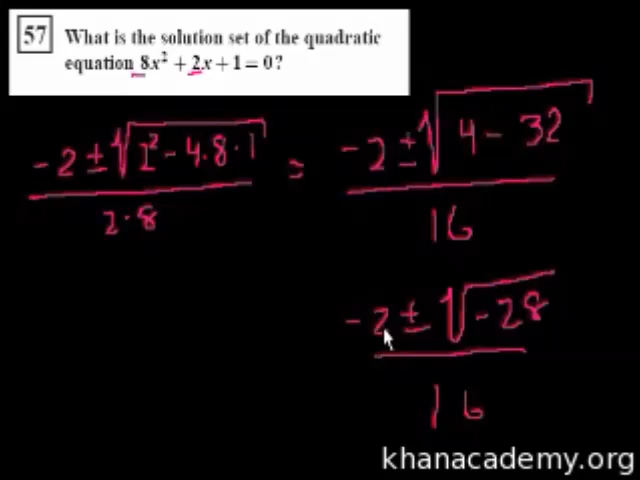 57 What is the solution set of the quadratic
equation 8x² + 2x + 1 = 0?
-2 ± √(2² - 4·8·1) / 2·8 = -2 ± √(4 - 32) / 16
-2 ± √(-28) / 16
khanacademy.org